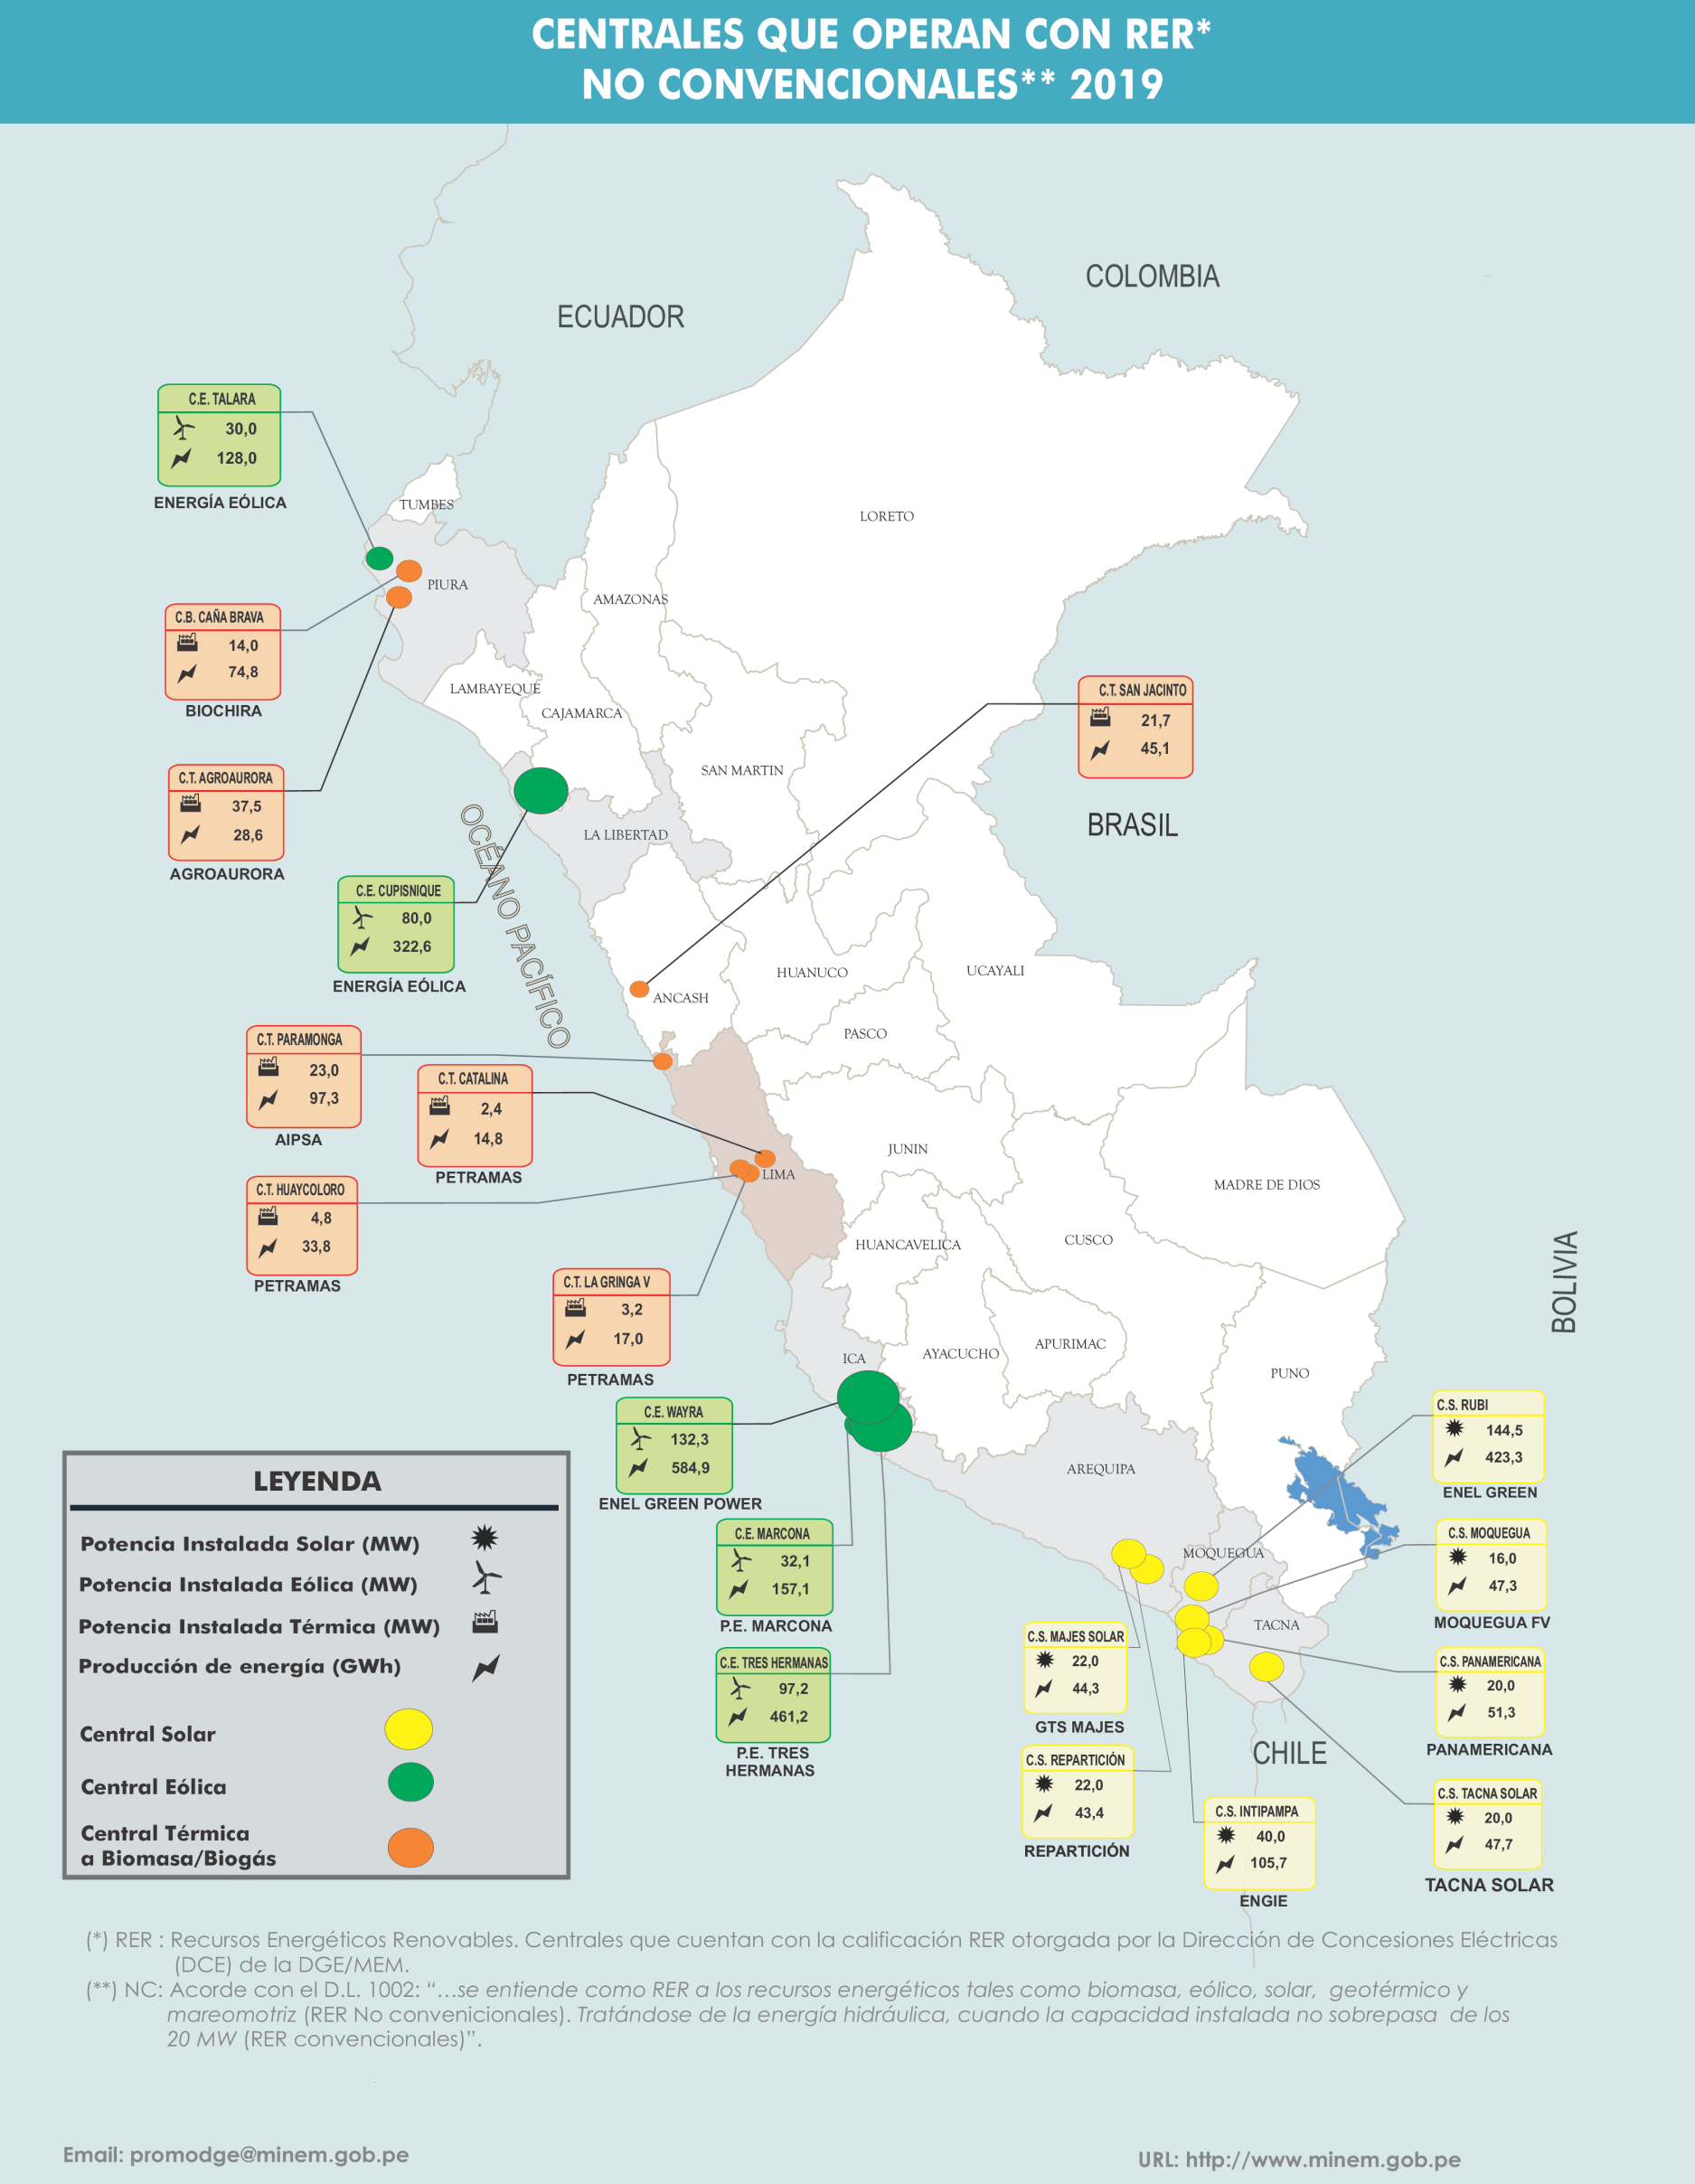 CENTRALES QUE OPERAN CON RER*
NO CONVENCIONALES** 2019
COLOMBIA
ECUADOR
C.E. TALARA
30,0
128,0
ENERGÍA EÓLICA
TUMBES
LORETO
PIURA
AMAZONAS
C.B. CAÑA BRAVA
14,0
74,8
BIOCHIRA
LAMBAYEQUE
CAJAMARCA
C.T. SAN JACINTO
21,7
45,1
SAN MARTIN
C.T. AGROAURORA
37,5
28,6
AGROAURORA
BRASIL
LA LIBERTAD
OCÉANO PACÍFICO
C.E. CUPISNIQUE
80,0
322,6
ENERGÍA EÓLICA
HUANUCO
UCAYALI
ANCASH
PASCO
C.T. PARAMONGA
23,0
97,3
AIPSA
C.T. CATALINA
2,4
14,8
PETRAMAS
JUNIN
LIMA
MADRE DE DIOS
C.T. HUAYCOLORO
4,8
33,8
PETRAMAS
HUANCAVELICA
CUSCO
BOLIVIA
C.T. LA GRINGA V
3,2
17,0
PETRAMAS
ICA
AYACUCHO
APURIMAC
PUNO
C.E. WAYRA
132,3
584,9
ENEL GREEN POWER
C.S. RUBI
144,5
423,3
ENEL GREEN
AREQUIPA
C.E. MARCONA
32,1
157,1
P.E. MARCONA
MOQUEGUA
C.S. MOQUEGUA
16,0
47,3
MOQUEGUA FV
TACNA
C.E. TRES HERMANAS
97,2
461,2
P.E. TRES
HERMANAS
C.S. MAJES SOLAR
22,0
44,3
GTS MAJES
C.S. PANAMERICANA
20,0
51,3
PANAMERICANA
CHILE
C.S. REPARTICIÓN
22,0
43,4
REPARTICIÓN
C.S. INTIPAMPA
40,0
105,7
ENGIE
C.S. TACNA SOLAR
20,0
47,7
TACNA SOLAR
LEYENDA
Potencia Instalada Solar (MW)
Potencia Instalada Eólica (MW)
Potencia Instalada Térmica (MW)
Producción de energía (GWh)
Central Solar
Central Eólica
Central Térmica
a Biomasa/Biogás
(*) RER : Recursos Energéticos Renovables. Centrales que cuentan con la calificación RER otorgada por la Dirección de Concesiones Eléctricas
(DCE) de la DGE/MEM.
(**) NC: Acorde con el D.L. 1002: “...se entiende como RER a los recursos energéticos tales como biomasa, eólico, solar, geotérmico y
mareomotriz (RER No convenicionales). Tratándose de la energía hidráulica, cuando la capacidad instalada no sobrepasa de los
20 MW (RER convencionales)”.
Email: promodge@minem.gob.pe
URL: http://www.minem.gob.pe